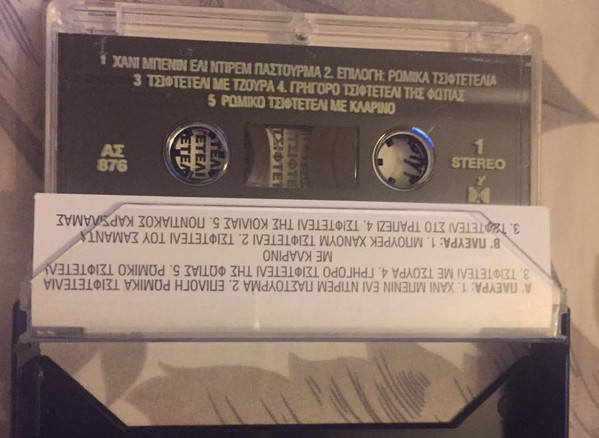 1 ΧΑΝΙ ΜΠΕΝΙΝ ΕΛΙ ΝΤΙΡΕΜ ΠΑΣΤΟΥΡΜΑ 2. ΕΠΙΛΟΓΗ: ΡΩΜΙΚΑ ΤΣΙΦΤΕΤΕΛΙΑ
3 ΤΣΙΦΤΕΤΕΛΙ ΜΕ ΤΖΟΥΡΑ 4. ΓΡΗΓΟΡΟ ΤΣΙΦΤΕΤΕΛΙ ΤΗΣ ΦΩΤΙΑΣ
5 ΡΩΜΙΚΟ ΤΣΙΦΤΕΤΕΛΙ ΜΕ ΚΛΑΡΙΝΟ
ΑΣ
876
1
STEREO
Α' ΠΛΕΥΡΑ: 1. ΧΑΝΙ ΜΠΕΝΙΝ ΕΛΙ ΝΤΙΡΕΜ ΠΑΣΤΟΥΡΜΑ 2. ΕΠΙΛΟΓΗ ΡΩΜΙΚΑ ΤΣΙΦΤΕΤΕΛΙΑ
3. ΤΣΙΦΤΕΤΕΛΙ ΜΕ ΤΖΟΥΡΑ 4. ΓΡΗΓΟΡΟ ΤΣΙΦΤΕΤΕΛΙ ΤΗΣ ΦΩΤΙΑΣ 5. ΡΩΜΙΚΟ ΤΣΙΦΤΕΤΕΛΙ
ΜΕ ΚΛΑΡΙΝΟ
Β' ΠΛΕΥΡΑ: 1. ΜΠΟΥΡΕΚ ΧΑΝΟΥΜ ΤΣΙΦΤΕΤΕΛΙ 2. ΤΣΙΦΤΕΤΕΛΙ ΤΟΥ ΣΑΜΑΝΤΑ
3. ΤΣΙΦΤΕΤΕΛΙ ΣΤΟ ΤΡΑΠΕΖΙ 4. ΤΣΙΦΤΕΤΕΛΙ ΤΗΣ ΚΟΙΛΙΑΣ 5. ΠΟΝΤΙΑΚΟΣ ΚΑΡΣΙΛΑΜΑΣ